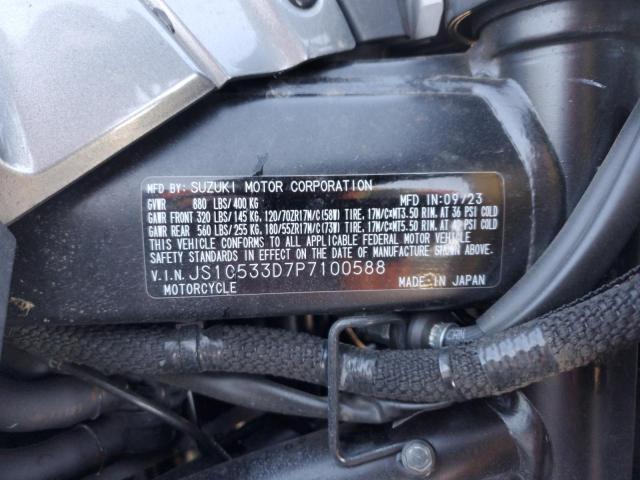 MFD BY: SUZUKI MOTOR CORPORATION MFD IN:09/23
GVWR 880 LBS/ 400 KG
GAWR FRONT 320 LBS/ 145 KG. 120/70ZR17M/C(58W) TIRE, 17M/C×MT3.50 RIM. AT 36 PSI COLD
GAWR REAR 560 LBS/ 255 KG. 180/55ZR17M/C(73W) TIRE, 17M/C×MT5.50 RIM. AT 42 PSI COLD
THIS VEHICLE CONFORMS TO ALL APPLICABLE FEDERAL MOTOR VEHICLE
SAFETY STANDARDS IN EFFECT ON THE DATE OF MANUFACTURE SHOWN ABOVE.
V.I.N. JS1C533D7P7100588
MOTORCYCLE MADE IN JAPAN